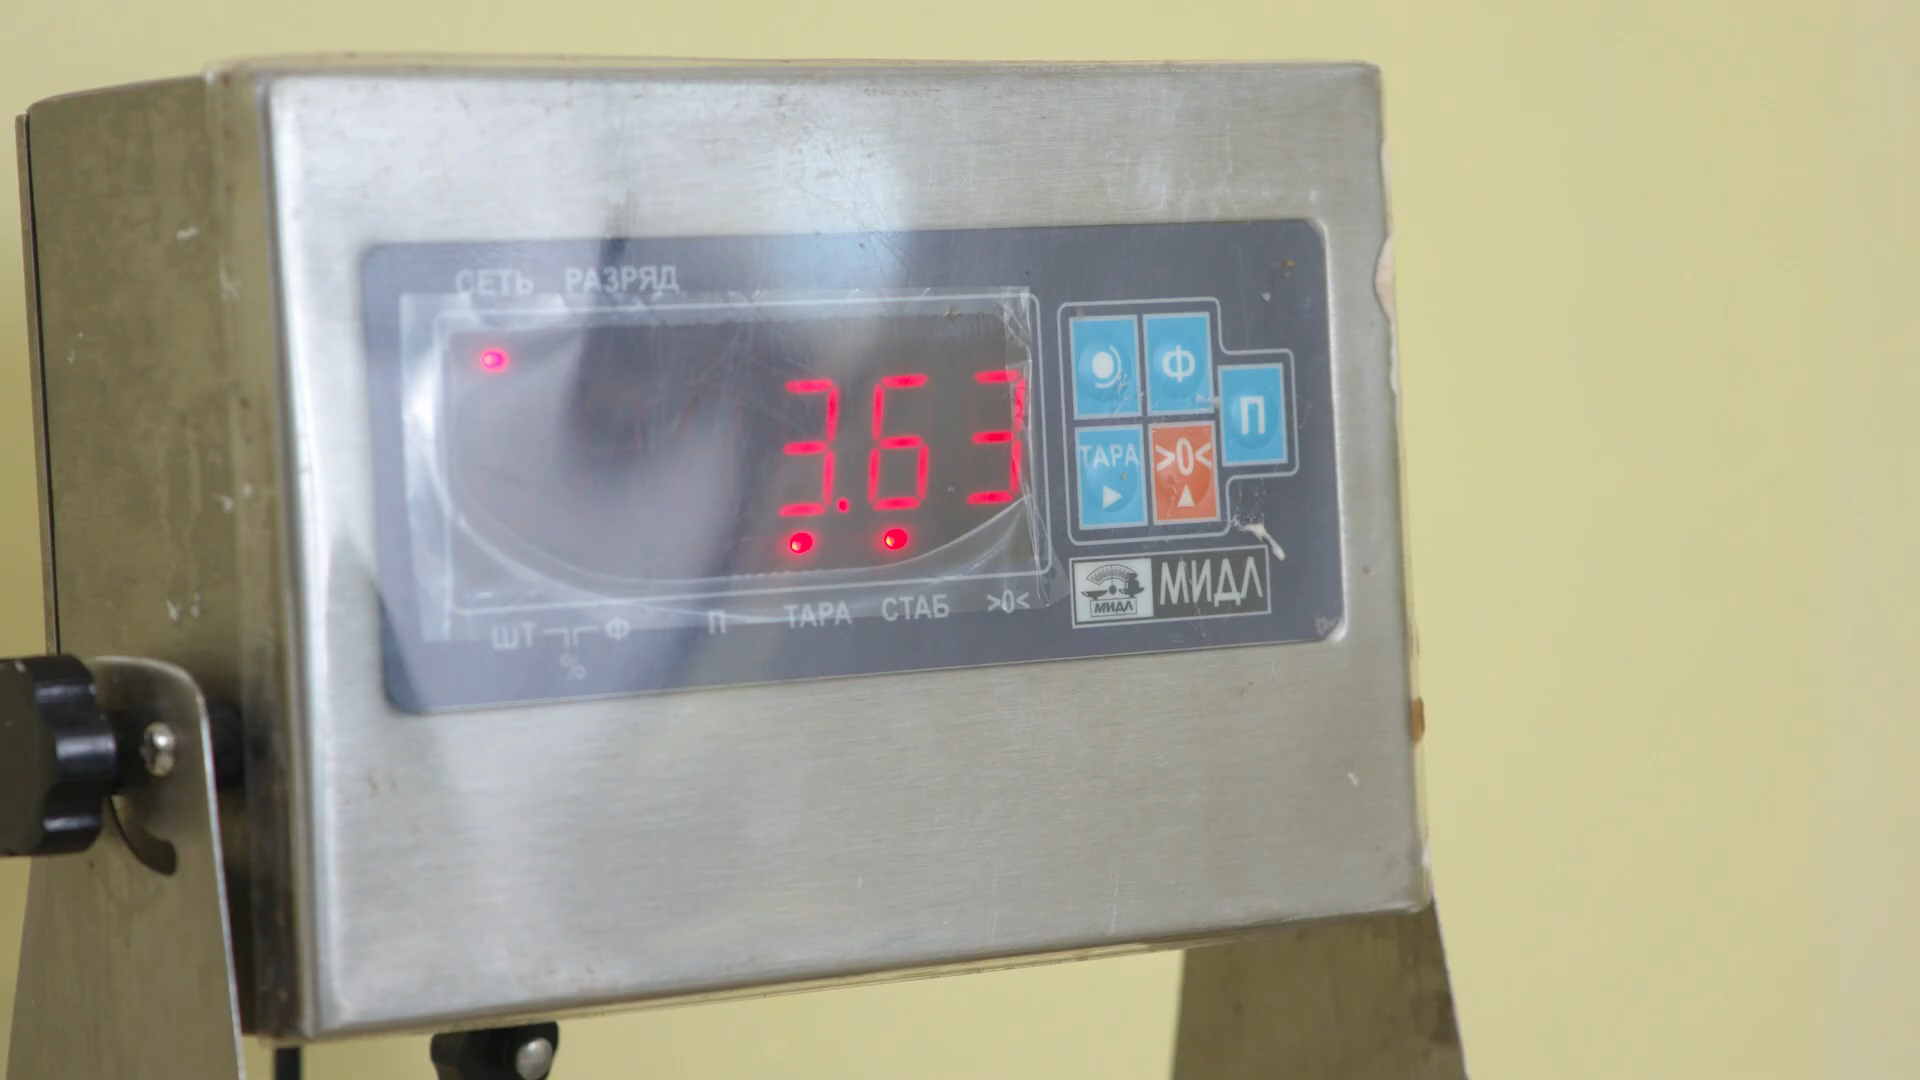 СЕТЬ РАЗРЯД
3.63
Ф
П
ТАРА >0<
ШТ % Ф П ТАРА СТАБ >0<
МИДЛ МИДЛ